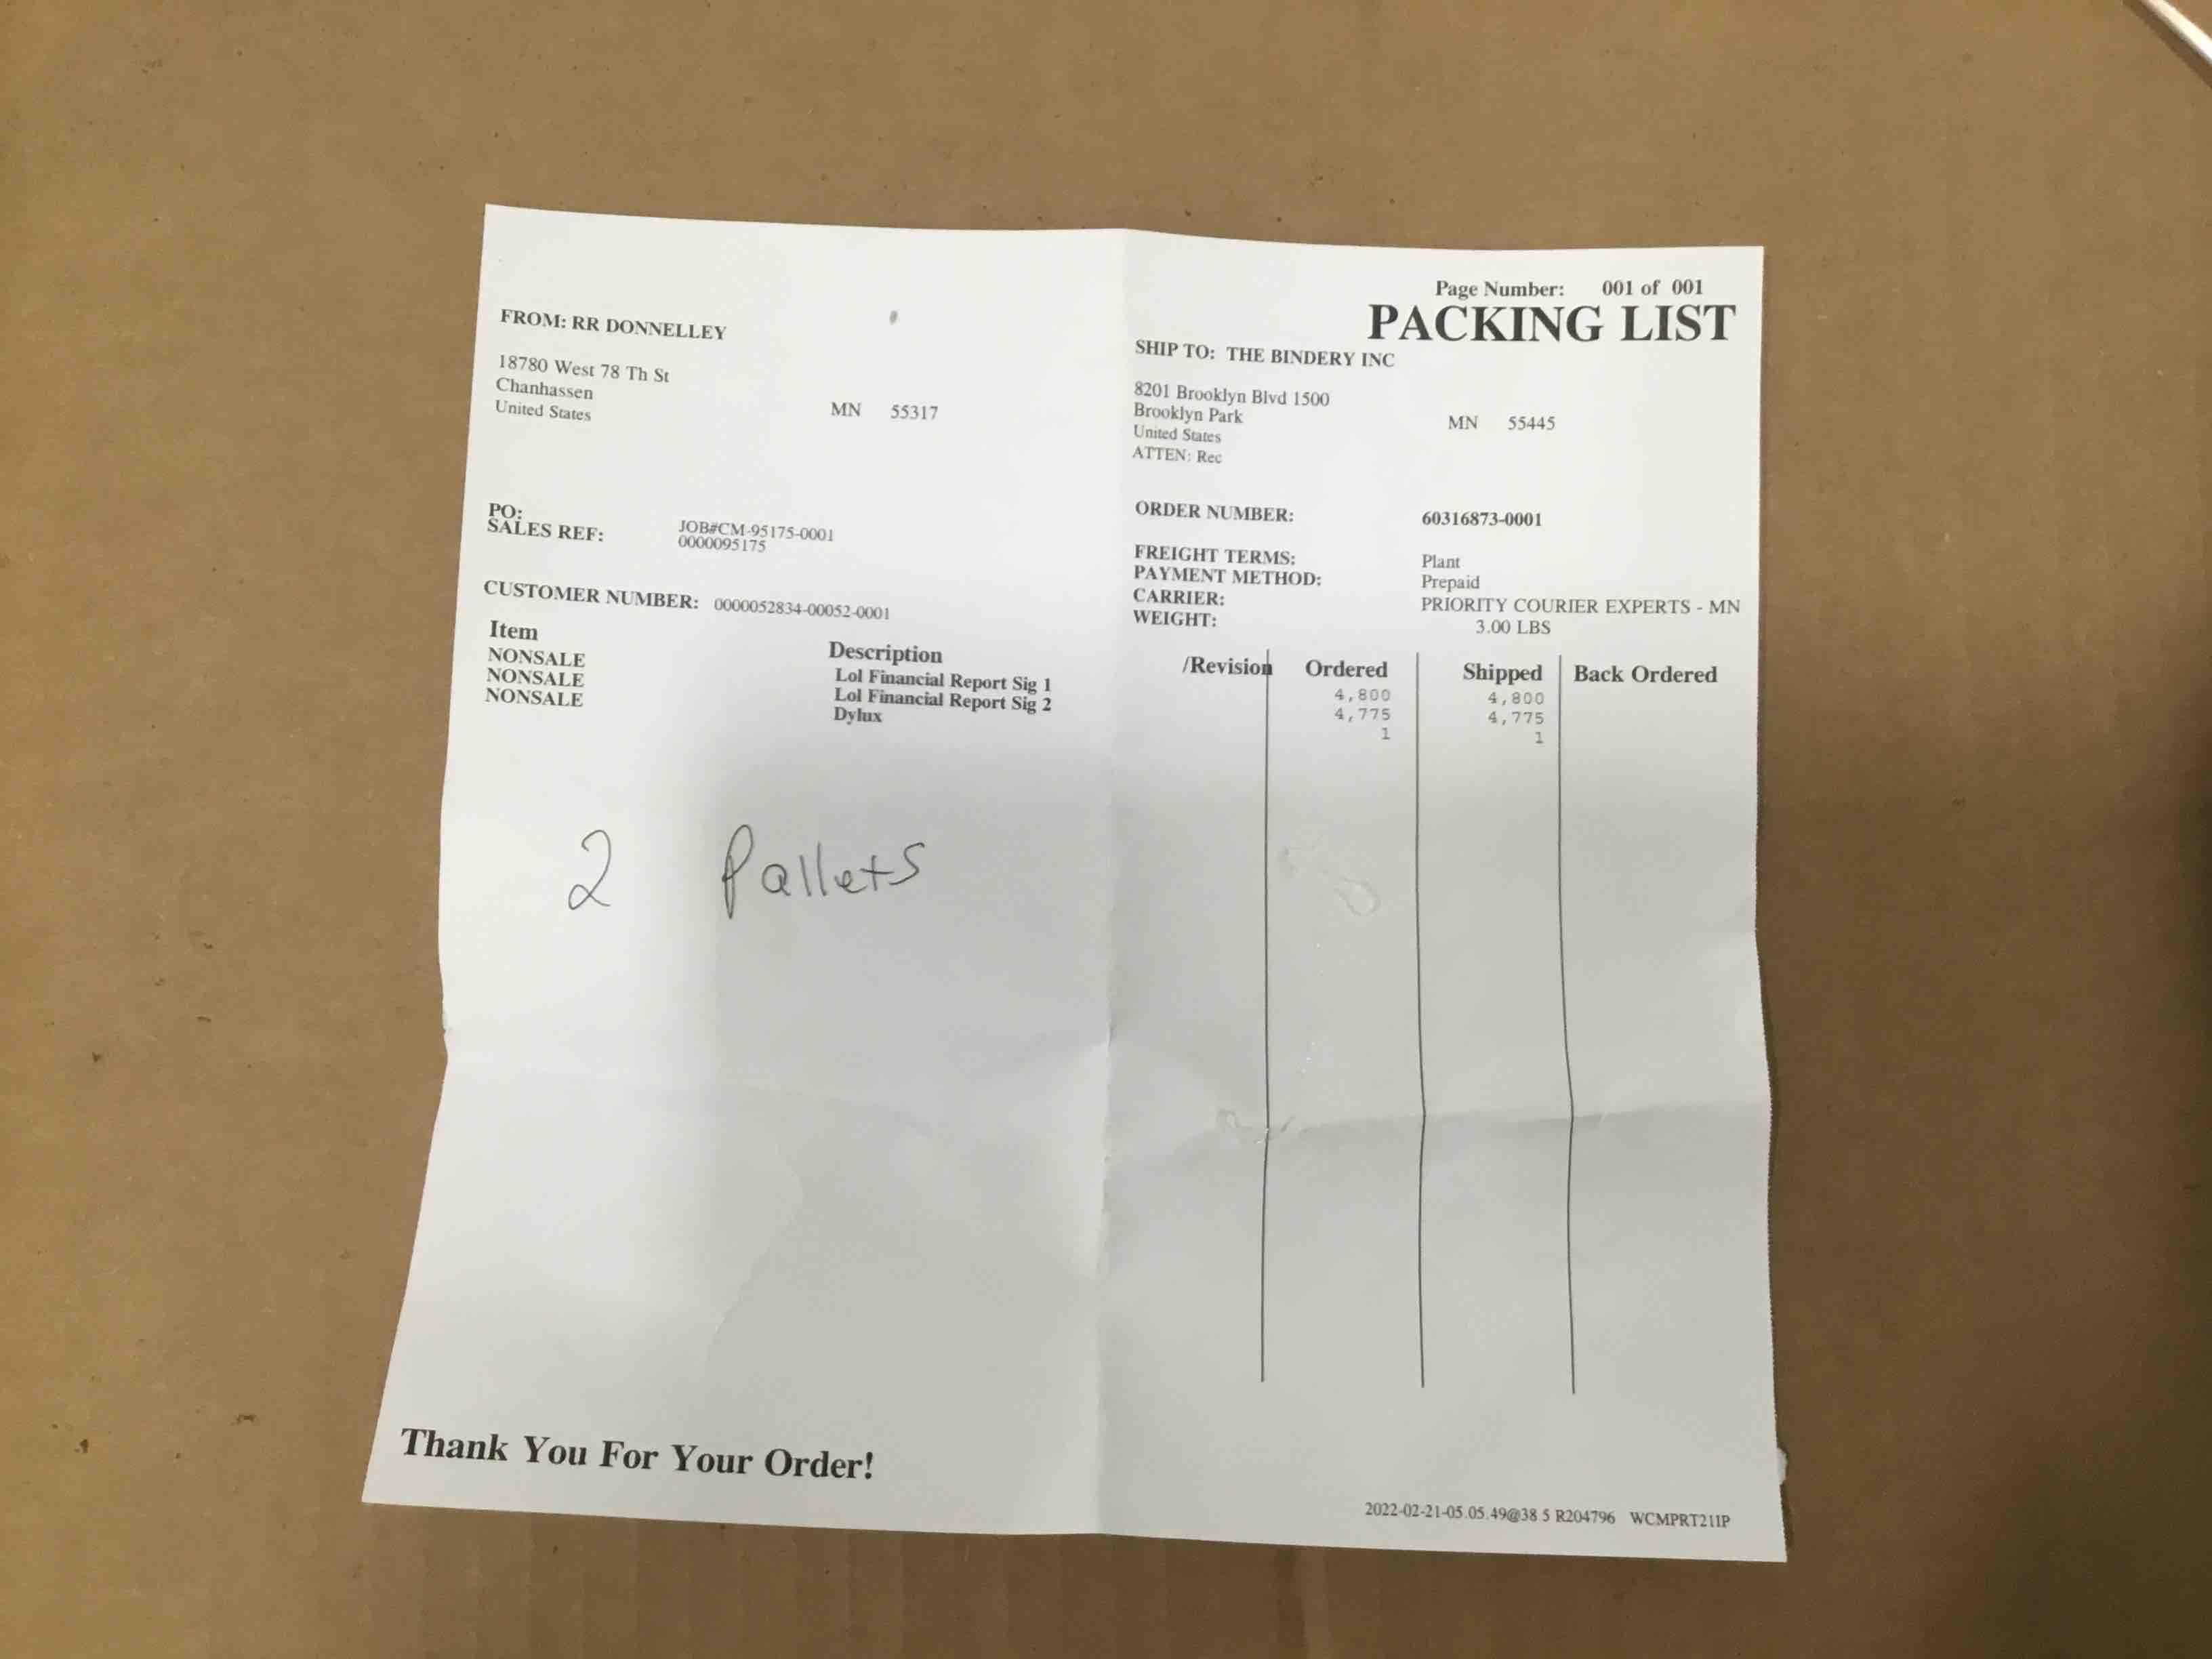 Page Number: 001 of 001
PACKING LIST
FROM: RR DONNELLEY
18780 West 78 Th St
Chanhassen
United States
MN 55317
SHIP TO: THE BINDERY INC
8201 Brooklyn Blvd 1500
Brooklyn Park
MN 55445
United States
ATTEN: Rec
PO: JOB#CM-95175-0001
SALES REF: 0000095175
CUSTOMER NUMBER: 0000052834-00052-0001
ORDER NUMBER: 60316873-0001
FREIGHT TERMS: Plant
PAYMENT METHOD: Prepaid
CARRIER: PRIORITY COURIER EXPERTS - MN
WEIGHT: 3.00 LBS
Item Description /Revision Ordered Shipped Back Ordered
NONSALE Lol Financial Report Sig 1 4,800 4,800
NONSALE Lol Financial Report Sig 2 4,775 4,775
NONSALE Dylux 1 1
2 Pallets
Thank You For Your Order!
2022-02-21-05.05.49@38 5 R204796 WCMPRT21IP